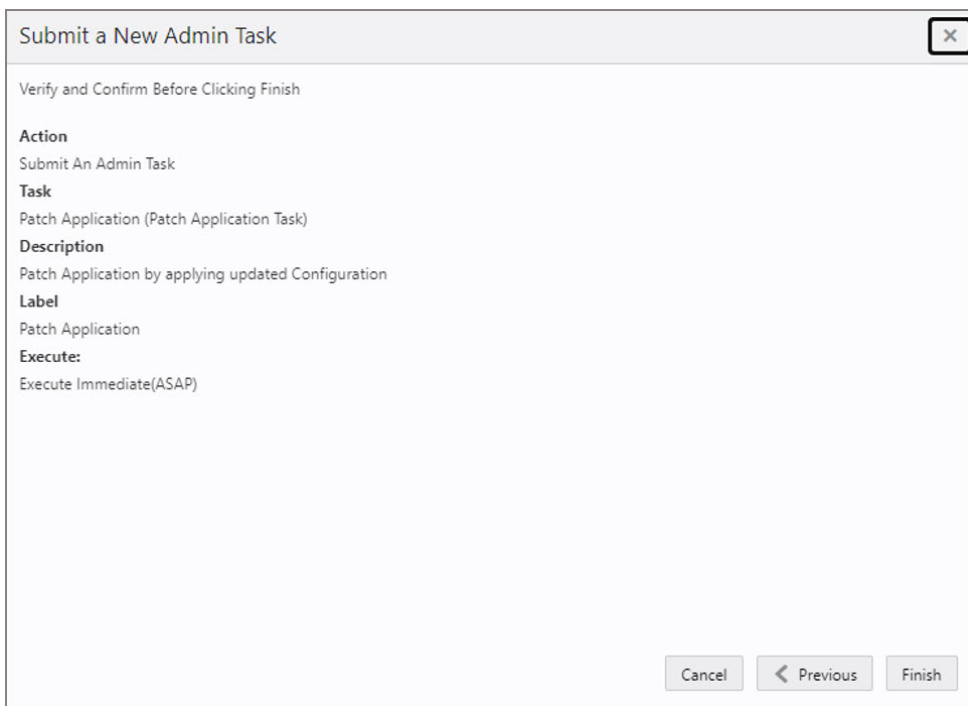 Submit a New Admin Task
Verify and Confirm Before Clicking Finish
Action
Submit An Admin Task
Task
Patch Application (Patch Application Task)
Description
Patch Application by applying updated Configuration
Label
Patch Application
Execute:
Execute Immediate(ASAP)
Cancel
Previous
Finish